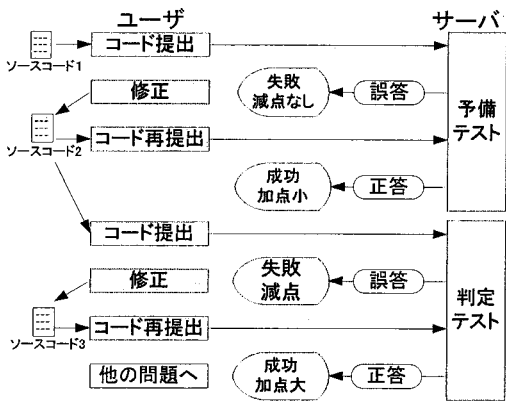 ユーザ
サーバ
ソースコード1
コード提出
修正
失敗
減点なし
誤答
予備
テスト
ソースコード2
コード再提出
成功
加点小
正答
コード提出
修正
失敗
減点
誤答
判定
テスト
ソースコード3
コード再提出
他の問題へ
成功
加点大
正答